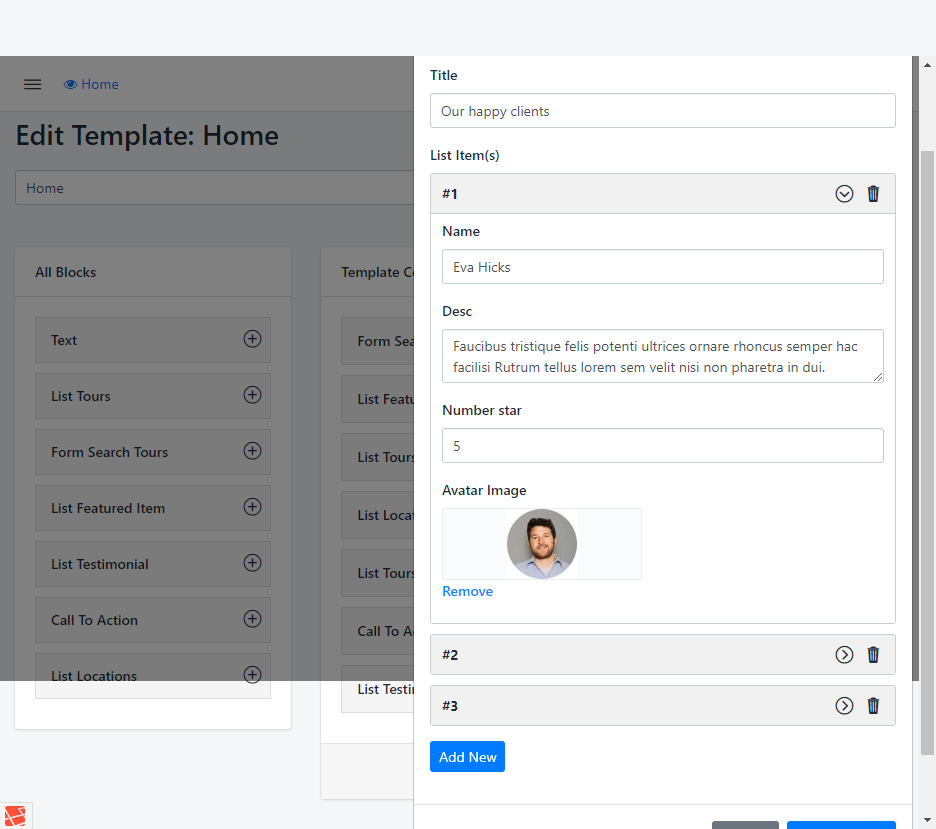 Home
Edit Template: Home
Home
All Blocks
Text
List Tours
Form Search Tours
List Featured Item
List Testimonial
Call To Action
List Locations
Template Co
Form Sea
List Featu
List Tours
List Locat
List Tours
Call To A
List Testi
Title
Our happy clients
List Item(s)
#1
Name
Eva Hicks
Desc
Faucibus tristique felis potenti ultrices ornare rhoncus semper hac
facilisi Rutrum tellus lorem sem velit nisi non pharetra in dui.
Number star
5
Avatar Image
Remove
#2
#3
Add New